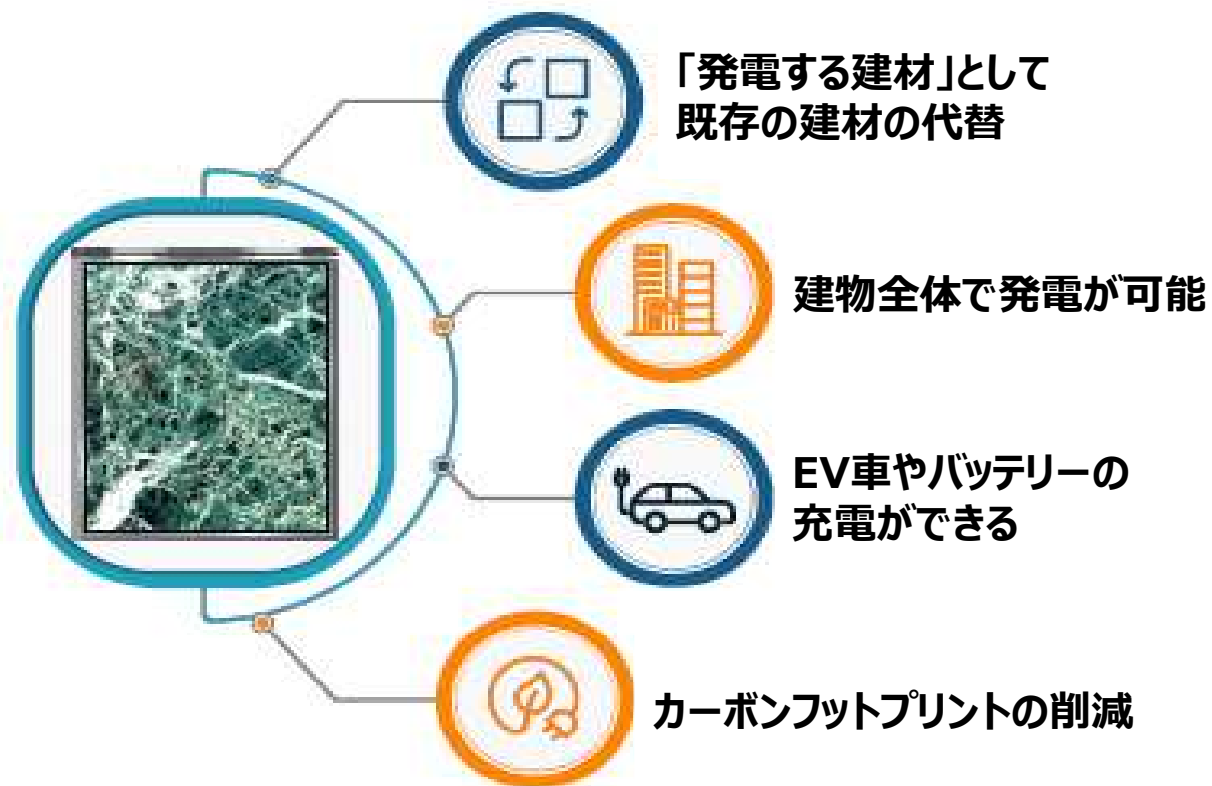 「発電する建材」として
既存の建材の代替
建物全体で発電が可能
EV車やバッテリーの
充電ができる
カーボンフットプリントの削減